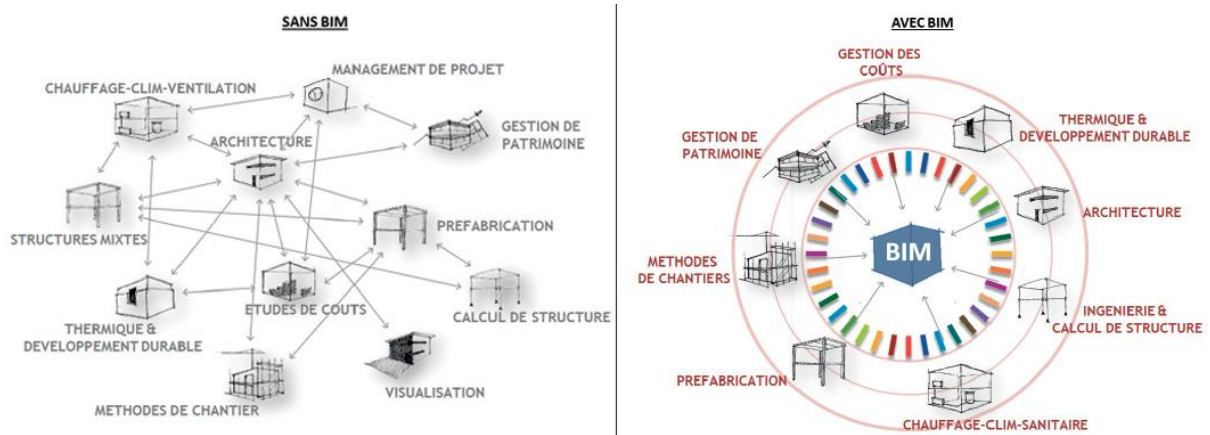 SANS BIM
MANAGEMENT DE PROJET
CHAUFFAGE-CLIM-VENTILATION
ARCHITECTURE
GESTION DE
PATRIMOINE
STRUCTURES MIXTES
PREFABRICATION
ETUDES DE COUTS
CALCUL DE STRUCTURE
THERMIQUE &
DEVELOPPEMENT DURABLE
VISUALISATION
METHODES DE CHANTIER
AVEC BIM
GESTION DES
COÛTS
THERMIQUE &
DEVELOPPEMENT DURABLE
GESTION DE
PATRIMOINE
ARCHITECTURE
BIM
METHODES
DE CHANTIERS
INGENIERIE &
CALCUL DE STRUCTURE
PREFABRICATION
CHAUFFAGE-CLIM-SANITAIRE